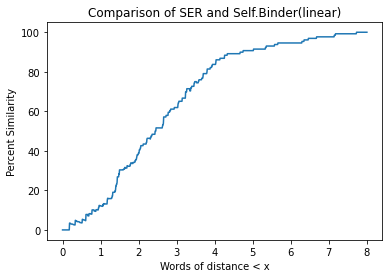 Comparison of SER and Self.Binder(linear)
Percent Similarity
100
80
60
40
20
0
0 1 2 3 4 5 6 7 8
Words of distance < x